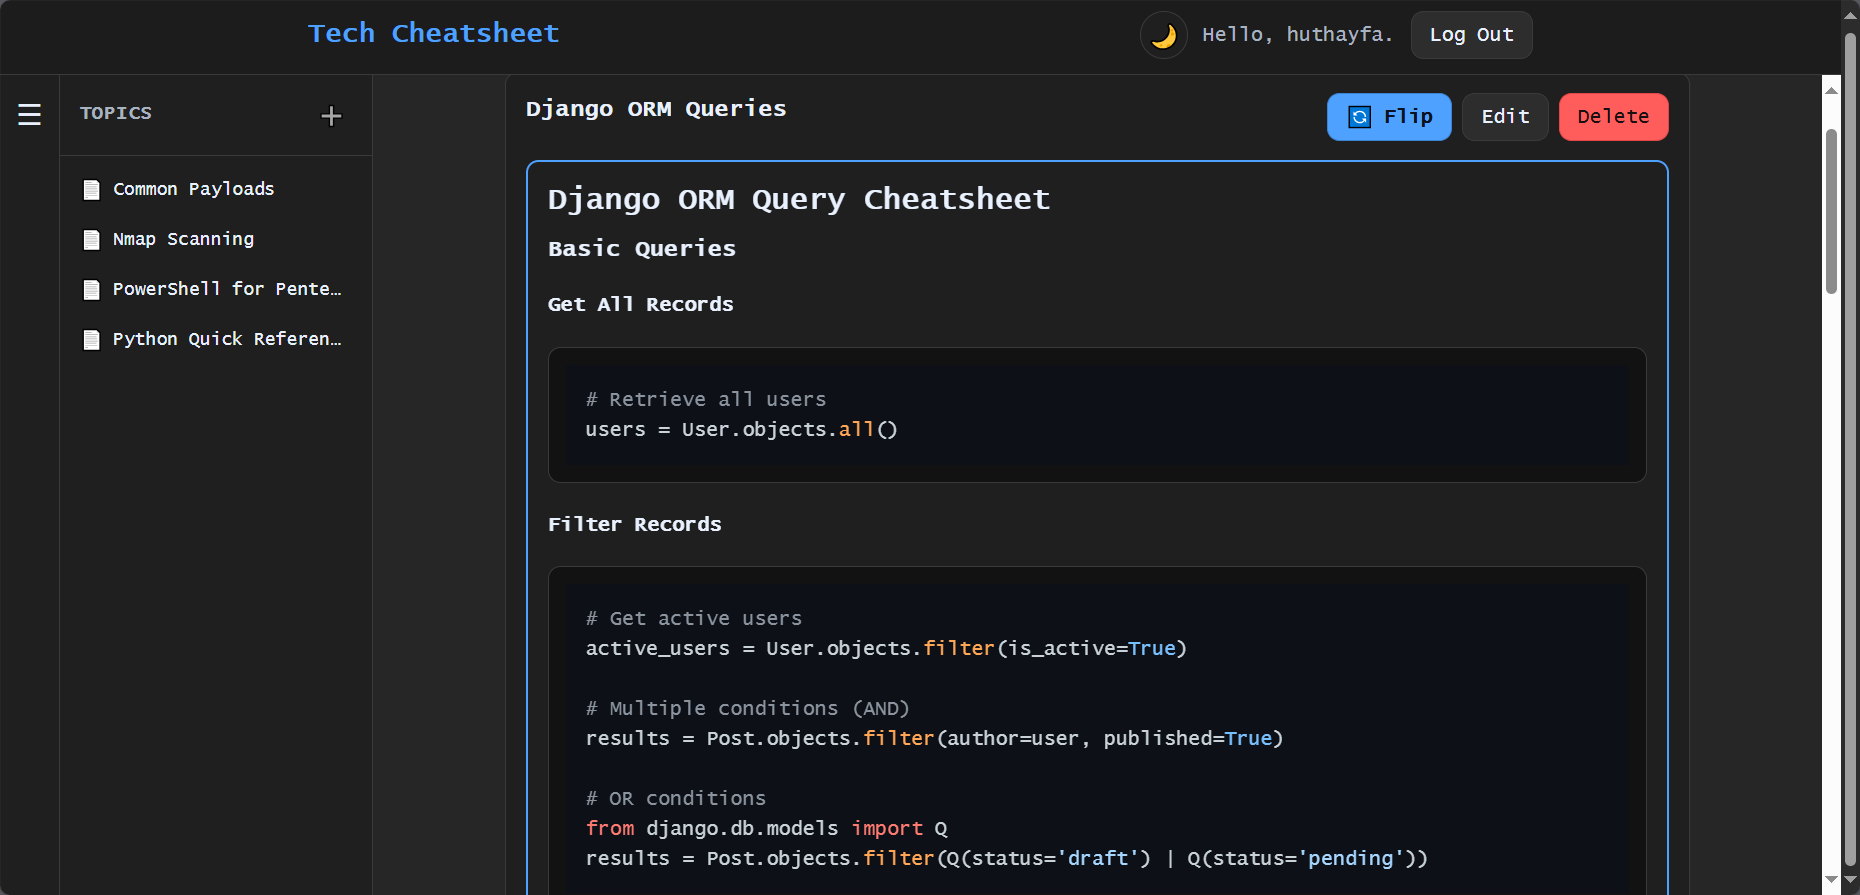 Tech Cheatsheet
Hello, huthayfa.
Log Out
TOPICS
Common Payloads
Nmap Scanning
PowerShell for Pente…
Python Quick Referen…
Django ORM Queries
Flip
Edit
Delete
Django ORM Query Cheatsheet
Basic Queries
Get All Records
# Retrieve all users
users = User.objects.all()
Filter Records
# Get active users
active_users = User.objects.filter(is_active=True)
# Multiple conditions (AND)
results = Post.objects.filter(author=user, published=True)
# OR conditions
from django.db.models import Q
results = Post.objects.filter(Q(status='draft') | Q(status='pending'))